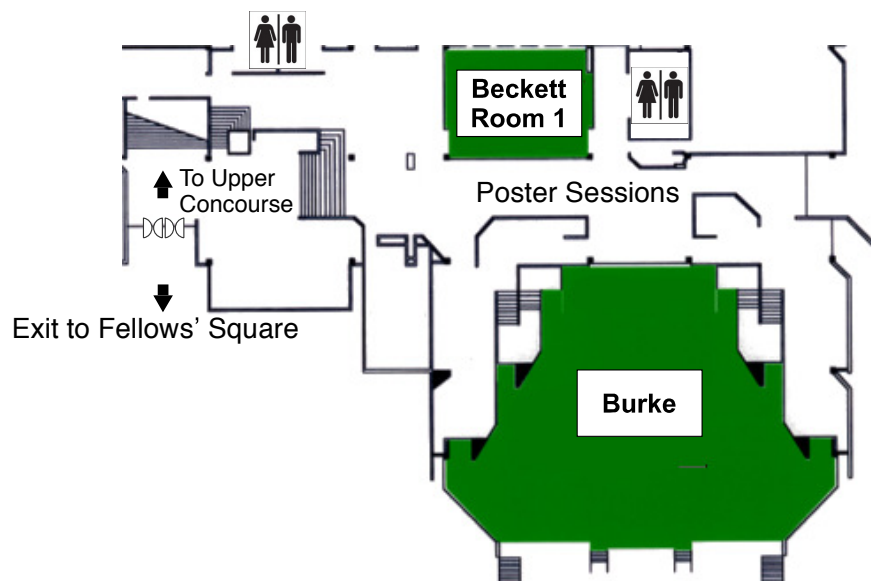 Beckett
Room 1
To Upper
Concourse
Poster Sessions
Exit to Fellows’ Square
Burke